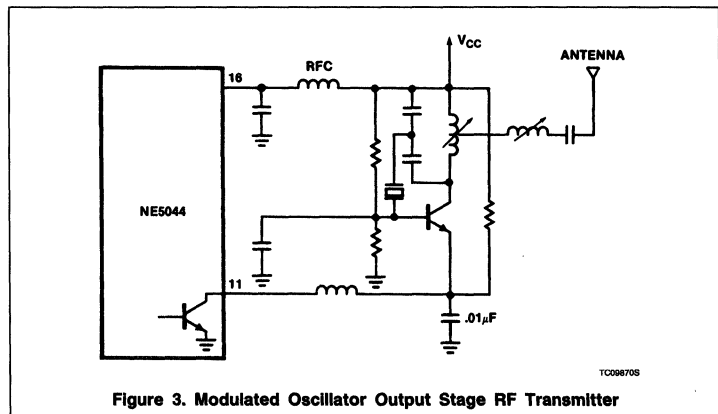 V_CC
ANTENNA
RFC
16
NE5044
11
.01μF
TC09870S
Figure 3. Modulated Oscillator Output Stage RF Transmitter